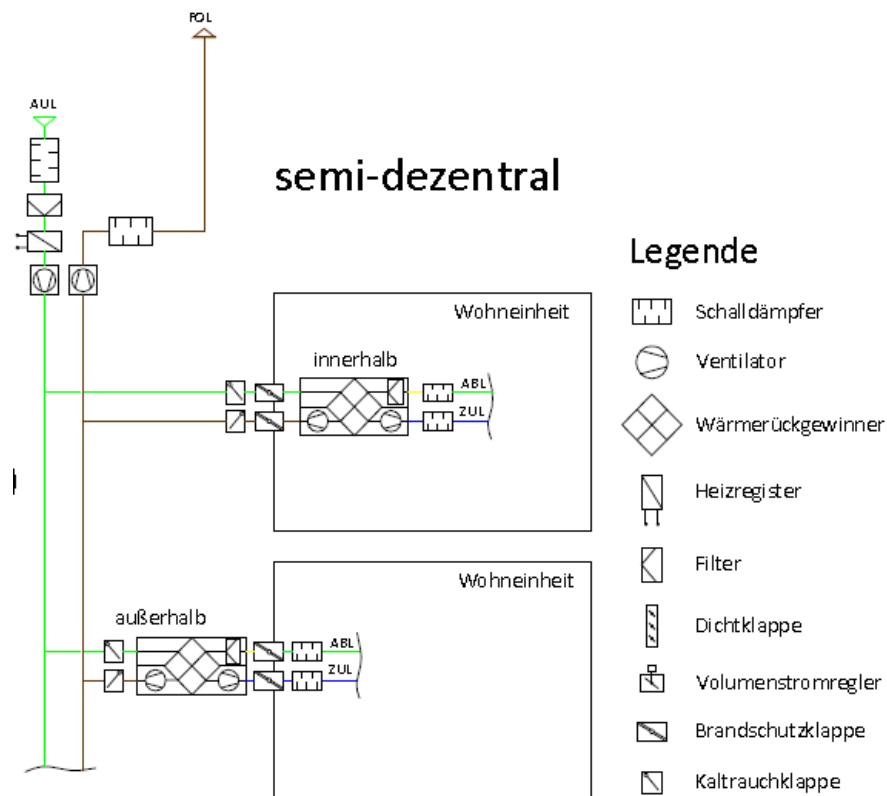 FOL
AUL
semi-dezentral
Legende
Wohneinheit
innerhalb
ABL
ZUL
Wohneinheit
außerhalb
ABL
ZUL
Schalldämpfer
Ventilator
Wärmerückgewinner
Heizregister
Filter
Dichtklappe
Volumenstromregler
Brandschutzklappe
Kaltrauchklappe